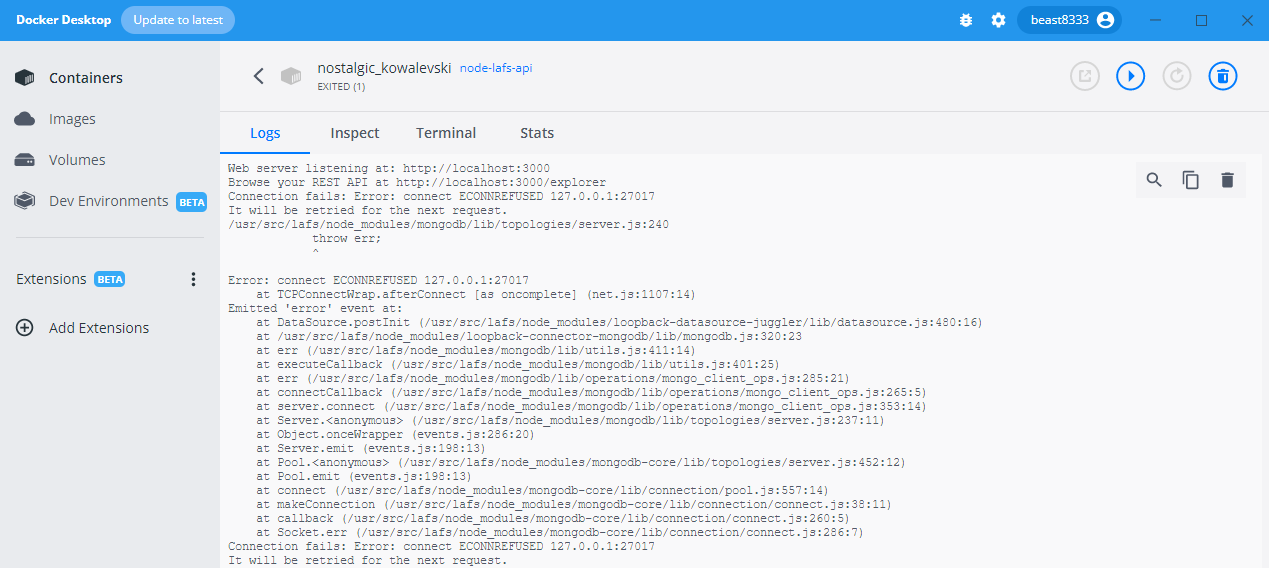 Docker Desktop Update to latest beast8333
Containers
Images
Volumes
Dev Environments BETA
Extensions BETA
Add Extensions
nostalgic_kowalevski node-lafs-api
EXITED (1)
Logs Inspect Terminal Stats
Web server listening at: http://localhost:3000
Browse your REST API at http://localhost:3000/explorer
Connection fails: Error: connect ECONNREFUSED 127.0.0.1:27017
It will be retried for the next request.
/usr/src/lafs/node_modules/mongodb/lib/topologies/server.js:240
throw err;
^
Error: connect ECONNREFUSED 127.0.0.1:27017
at TCPConnectWrap.afterConnect [as oncomplete] (net.js:1107:14)
Emitted 'error' event at:
at DataSource.postInit (/usr/src/lafs/node_modules/loopback-datasource-juggler/lib/datasource.js:480:16)
at /usr/src/lafs/node_modules/loopback-connector-mongodb/lib/mongodb.js:320:23
at err (/usr/src/lafs/node_modules/mongodb/lib/utils.js:411:14)
at executeCallback (/usr/src/lafs/node_modules/mongodb/lib/utils.js:401:25)
at err (/usr/src/lafs/node_modules/mongodb/lib/operations/mongo_client_ops.js:285:21)
at connectCallback (/usr/src/lafs/node_modules/mongodb/lib/operations/mongo_client_ops.js:265:5)
at server.connect (/usr/src/lafs/node_modules/mongodb/lib/operations/mongo_client_ops.js:353:14)
at Server.<anonymous> (/usr/src/lafs/node_modules/mongodb/lib/topologies/server.js:237:11)
at Object.onceWrapper (events.js:286:20)
at Server.emit (events.js:198:13)
at Pool.<anonymous> (/usr/src/lafs/node_modules/mongodb-core/lib/topologies/server.js:452:12)
at Pool.emit (events.js:198:13)
at connect (/usr/src/lafs/node_modules/mongodb-core/lib/connection/pool.js:557:14)
at makeConnection (/usr/src/lafs/node_modules/mongodb-core/lib/connection/connect.js:38:11)
at callback (/usr/src/lafs/node_modules/mongodb-core/lib/connection/connect.js:260:5)
at Socket.err (/usr/src/lafs/node_modules/mongodb-core/lib/connection/connect.js:286:7)
Connection fails: Error: connect ECONNREFUSED 127.0.0.1:27017
It will be retried for the next request.